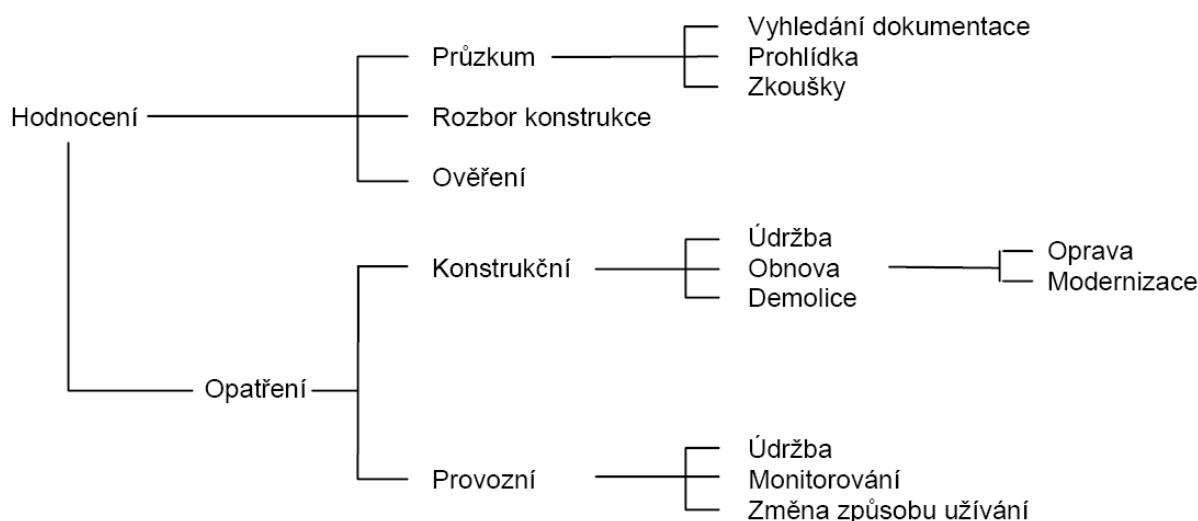 Hodnocení
Průzkum
Vyhledání dokumentace
Prohlídka
Zkoušky
Rozbor konstrukce
Ověření
Opatření
Konstrukční
Údržba
Obnova
Demolice
Oprava
Modernizace
Provozní
Údržba
Monitorování
Změna způsobu užívání